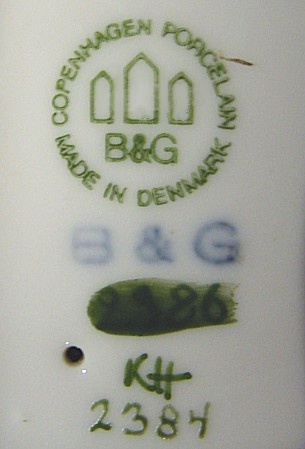 COPENHAGEN PORCELAIN
B&G
MADE IN DENMARK
B & G
KH
2384